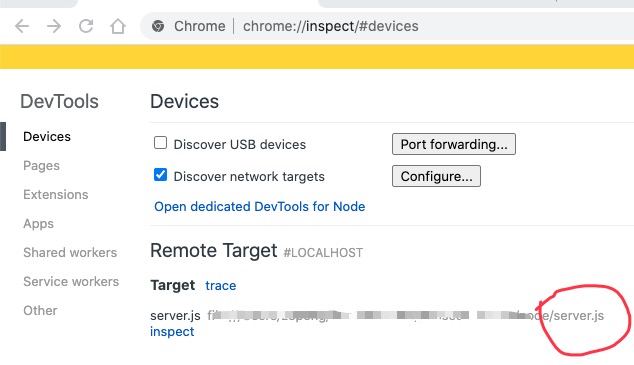 Chrome | chrome://inspect/#devices
DevTools
Devices
Pages
Extensions
Apps
Shared workers
Service workers
Other
Devices
Discover USB devices Port forwarding...
Discover network targets Configure...
Open dedicated DevTools for Node
Remote Target #LOCALHOST
Target trace
server.js /server.js
inspect